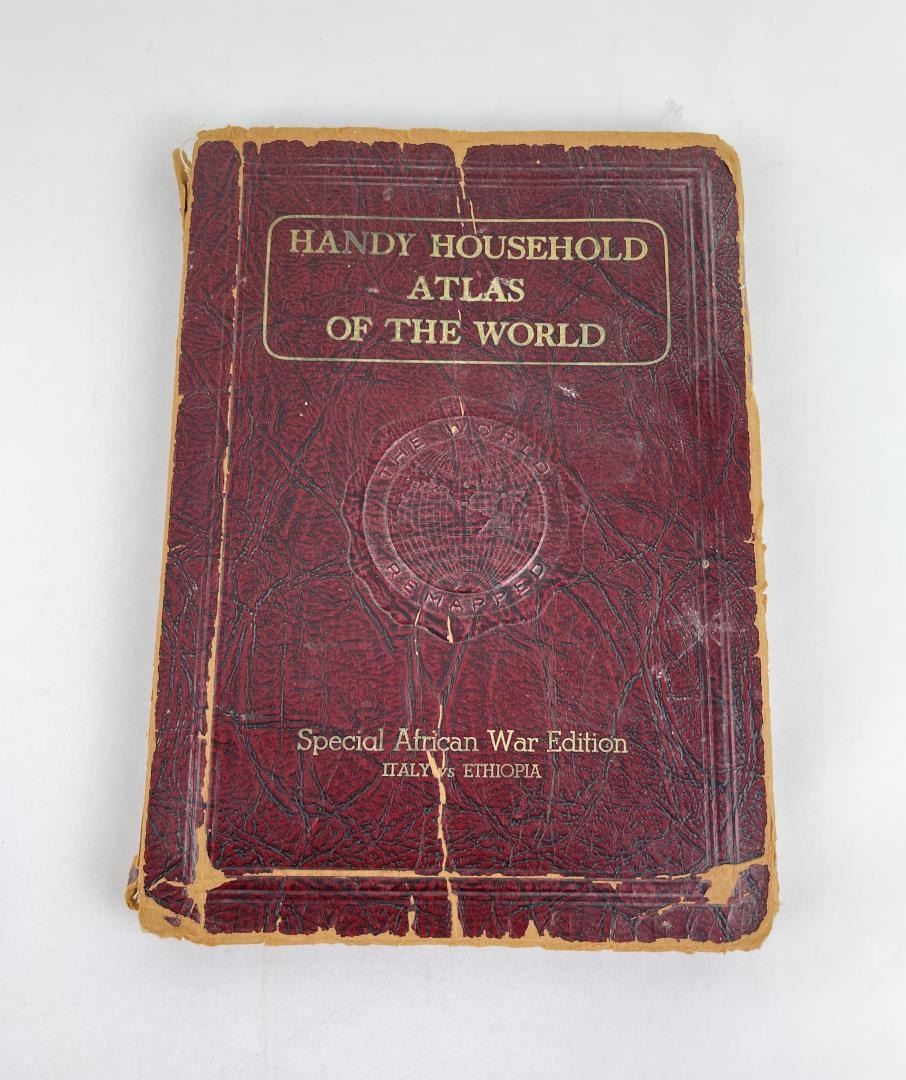 HANDY HOUSEHOLD
ATLAS
OF THE WORLD
THE WORLD
REMAPPED
Special African War Edition
ITALY vs ETHIOPIA